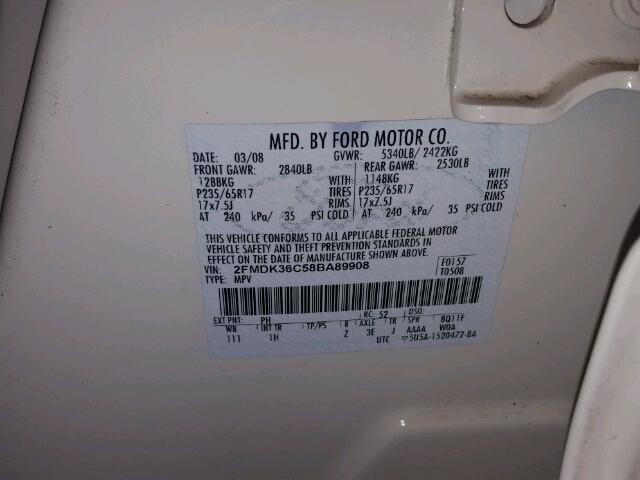 MFD. BY FORD MOTOR CO.
DATE: 03/08 GVWR: 5340LB/ 2422KG
FRONT GAWR: 2840LB REAR GAWR: 2530LB
1288KG WITH 1148KG WITH
P235/65R17 TIRES P235/65R17 TIRES
17x7.5J RIMS 17x7.5J RIMS
AT 240 kPa/ 35 PSI COLD AT 240 kPa/ 35 PSI COLD
THIS VEHICLE CONFORMS TO ALL APPLICABLE FEDERAL MOTOR
VEHICLE SAFETY AND THEFT PREVENTION STANDARDS IN
EFFECT ON THE DATE OF MANUFACTURE SHOWN ABOVE.
VIN: 2FMDK36C58BA89908 F0157
TYPE: MPV T0508
EXT PNT: PH RC: 52 DSO:
WB INT TR TP/PS R AXLE TR SPR BQ11F
111 1H Z 3E J AAAA W0A
UTC ▽5U5A-1520472-BA